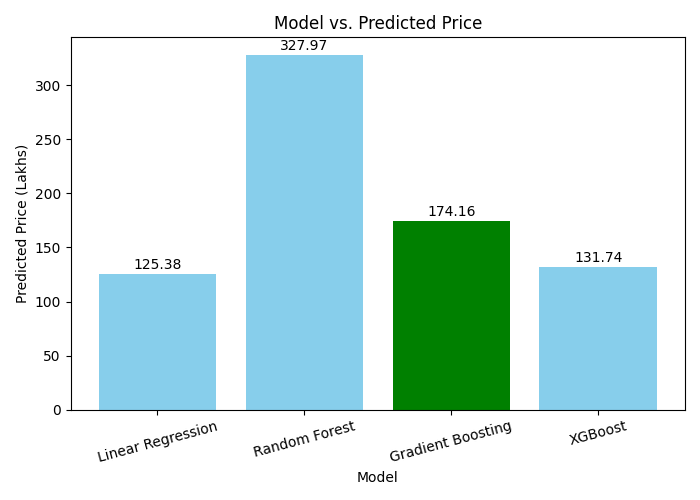 Model vs. Predicted Price
327.97
174.16
131.74
125.38
Predicted Price (Lakhs)
300
250
200
150
100
50
0
Linear Regression
Random Forest
Gradient Boosting
XGBoost
Model